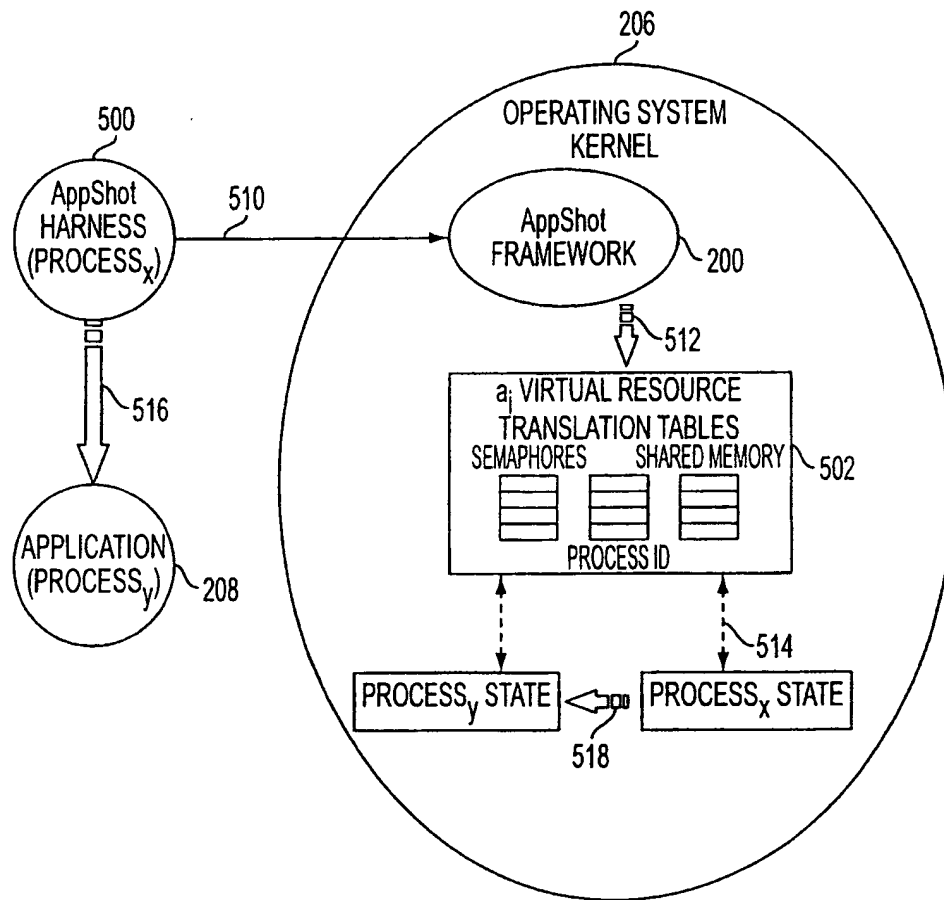 206
500
OPERATING SYSTEM
KERNEL
AppShot
HARNESS
(PROCESSx)
510
AppShot
FRAMEWORK
200
512
516
ai VIRTUAL RESOURCE
TRANSLATION TABLES
SEMAPHORES SHARED MEMORY
502
PROCESS ID
APPLICATION
(PROCESSy)
208
514
PROCESSy STATE
PROCESSx STATE
518